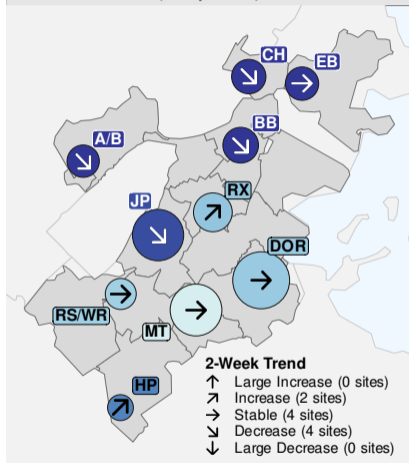 CH
EB
A/B
BB
RX
JP
DOR
RS/WR
MT
HP
2-Week Trend
↑ Large Increase (0 sites)
↗ Increase (2 sites)
→ Stable (4 sites)
↘ Decrease (4 sites)
↓ Large Decrease (0 sites)